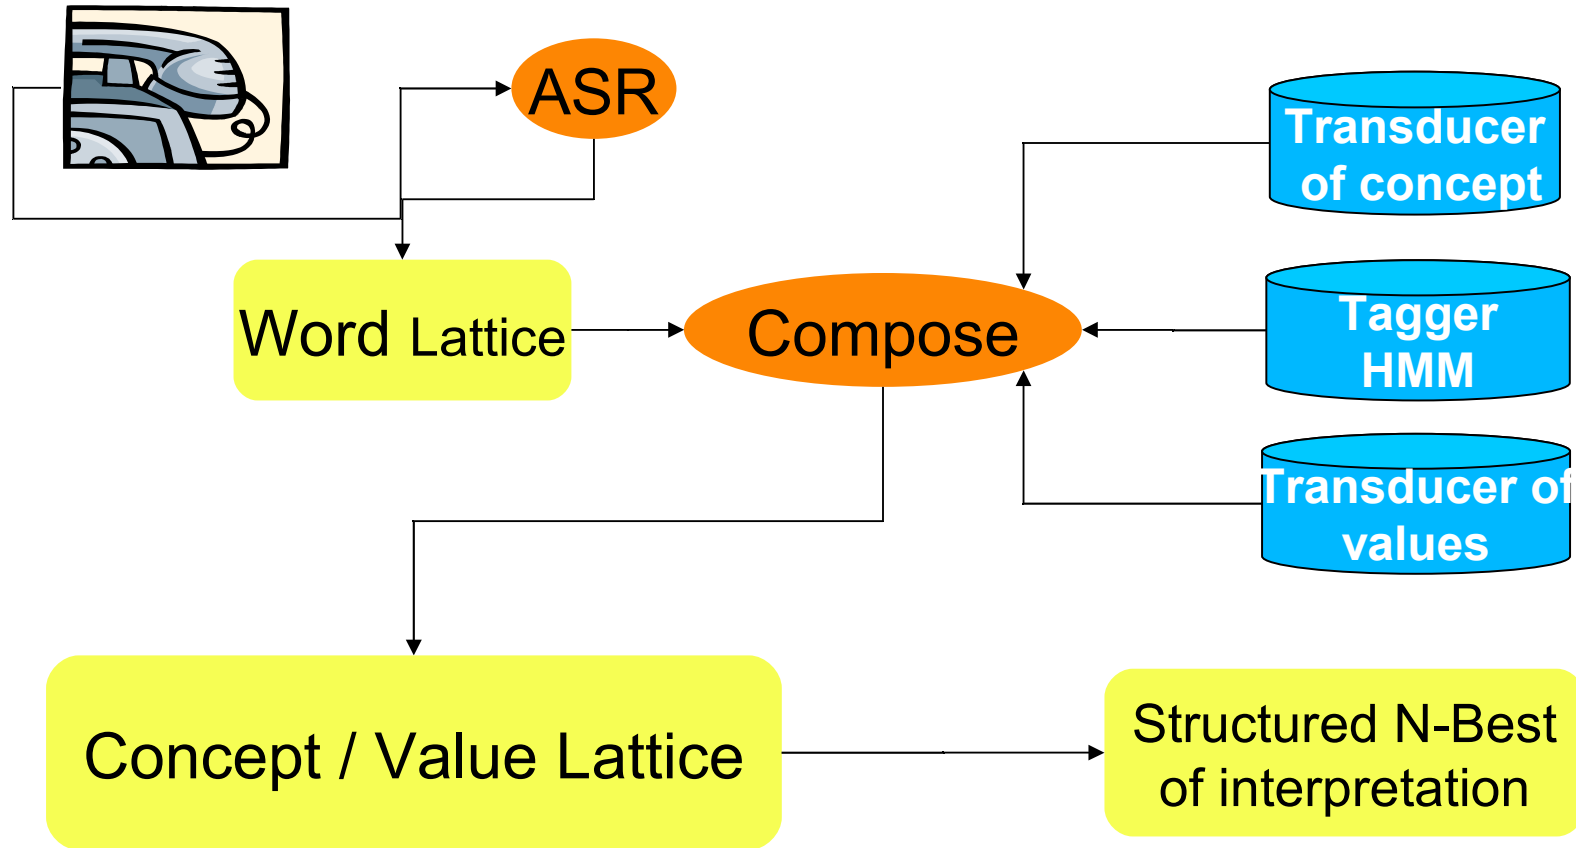 ASR
Transducer
of concept
Word Lattice
Compose
Tagger
HMM
Transducer of
values
Concept / Value Lattice
Structured N-Best
of interpretation